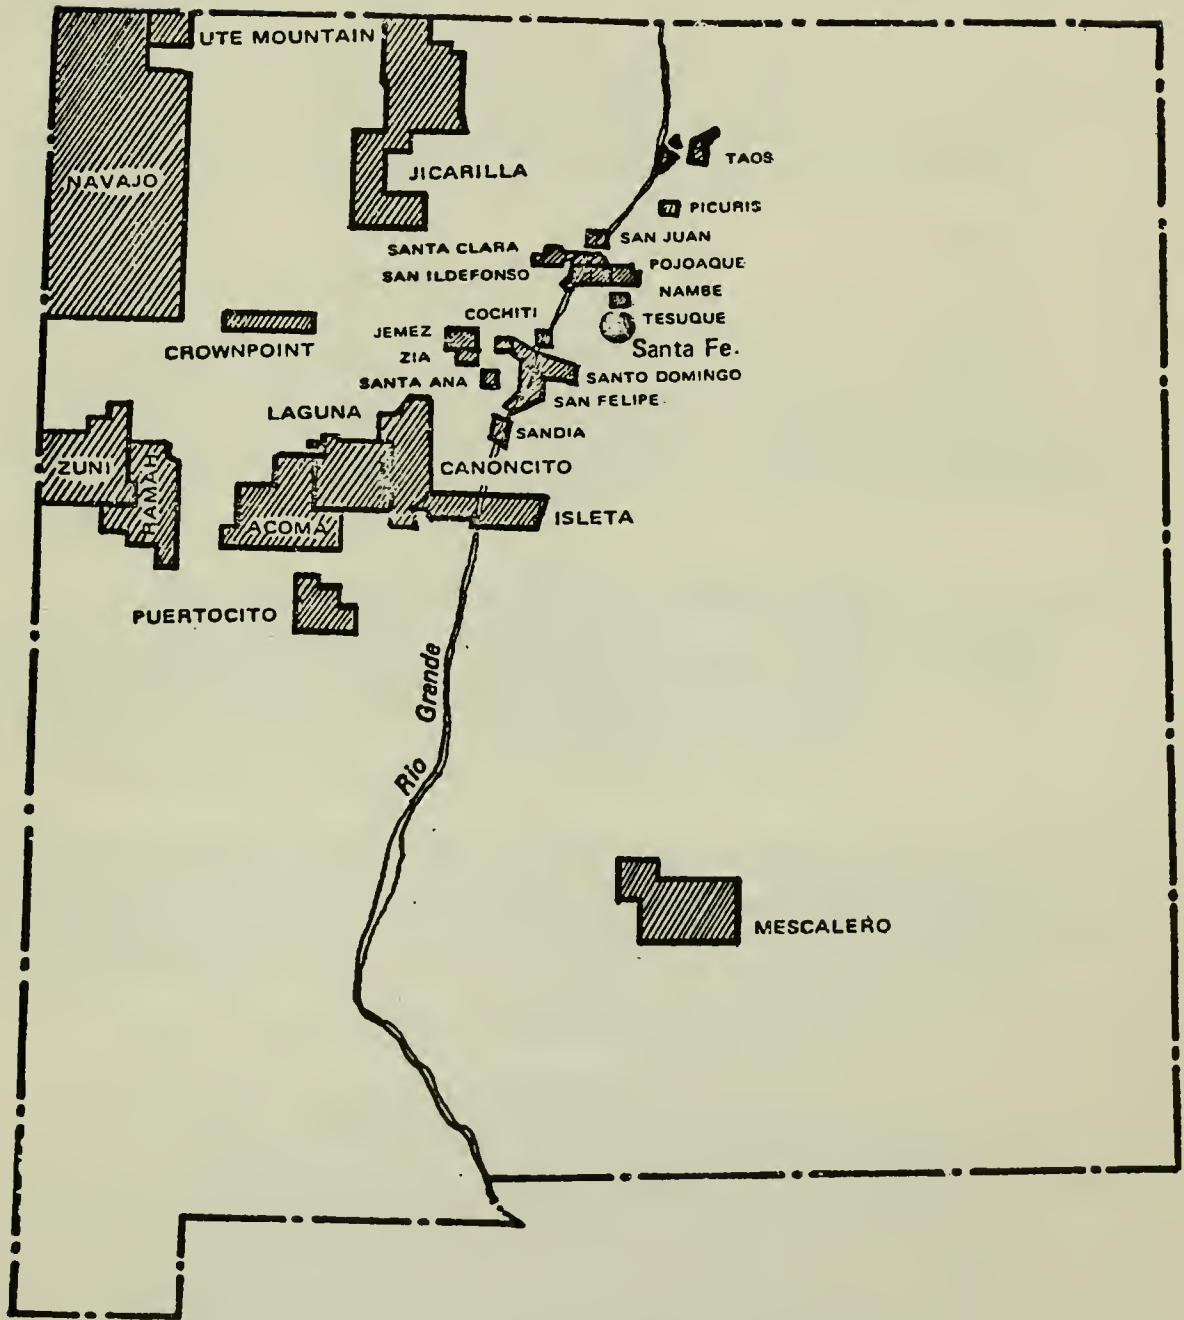 UTE MOUNTAIN
NAVAJO
JICARILLA
TAOS
PICURIS
SAN JUAN
SANTA CLARA
POJOAQUE
SAN ILDEFONSO
NAMBE
COCHITI
TESUQUE
JEMEZ
Santa Fe.
CROWNPOINT
ZIA
SANTO DOMINGO
SANTA ANA
SAN FELIPE
LAGUNA
SANDIA
ZUNI
RAMAH
CANONCITO
ACOMA
ISLETA
PUERTOCITO
Rio Grande
MESCALERO